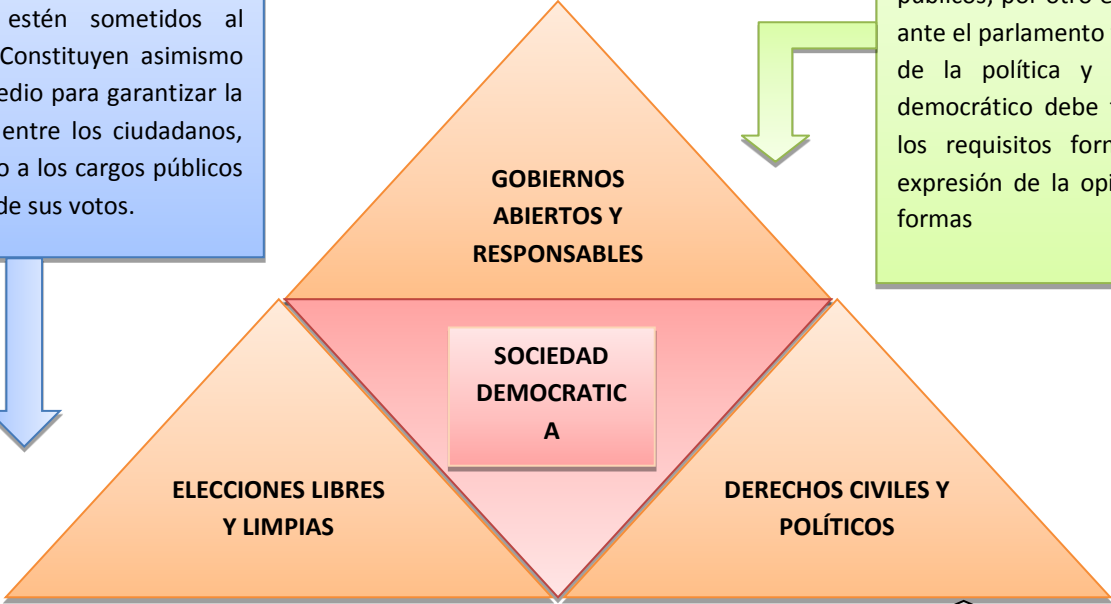 estén sometidos al
Constituyen asimismo
para garantizar la
entre los ciudadanos,
a los cargos públicos
de sus votos.
por otro
ante el parlamento
de la política y
democrático debe
los requisitos
expresión de la
formas
GOBIERNOS
ABIERTOS Y
RESPONSABLES
SOCIEDAD
DEMOCRATIC
A
ELECCIONES LIBRES
Y LIMPIAS
DERECHOS CIVILES Y
POLÍTICOS